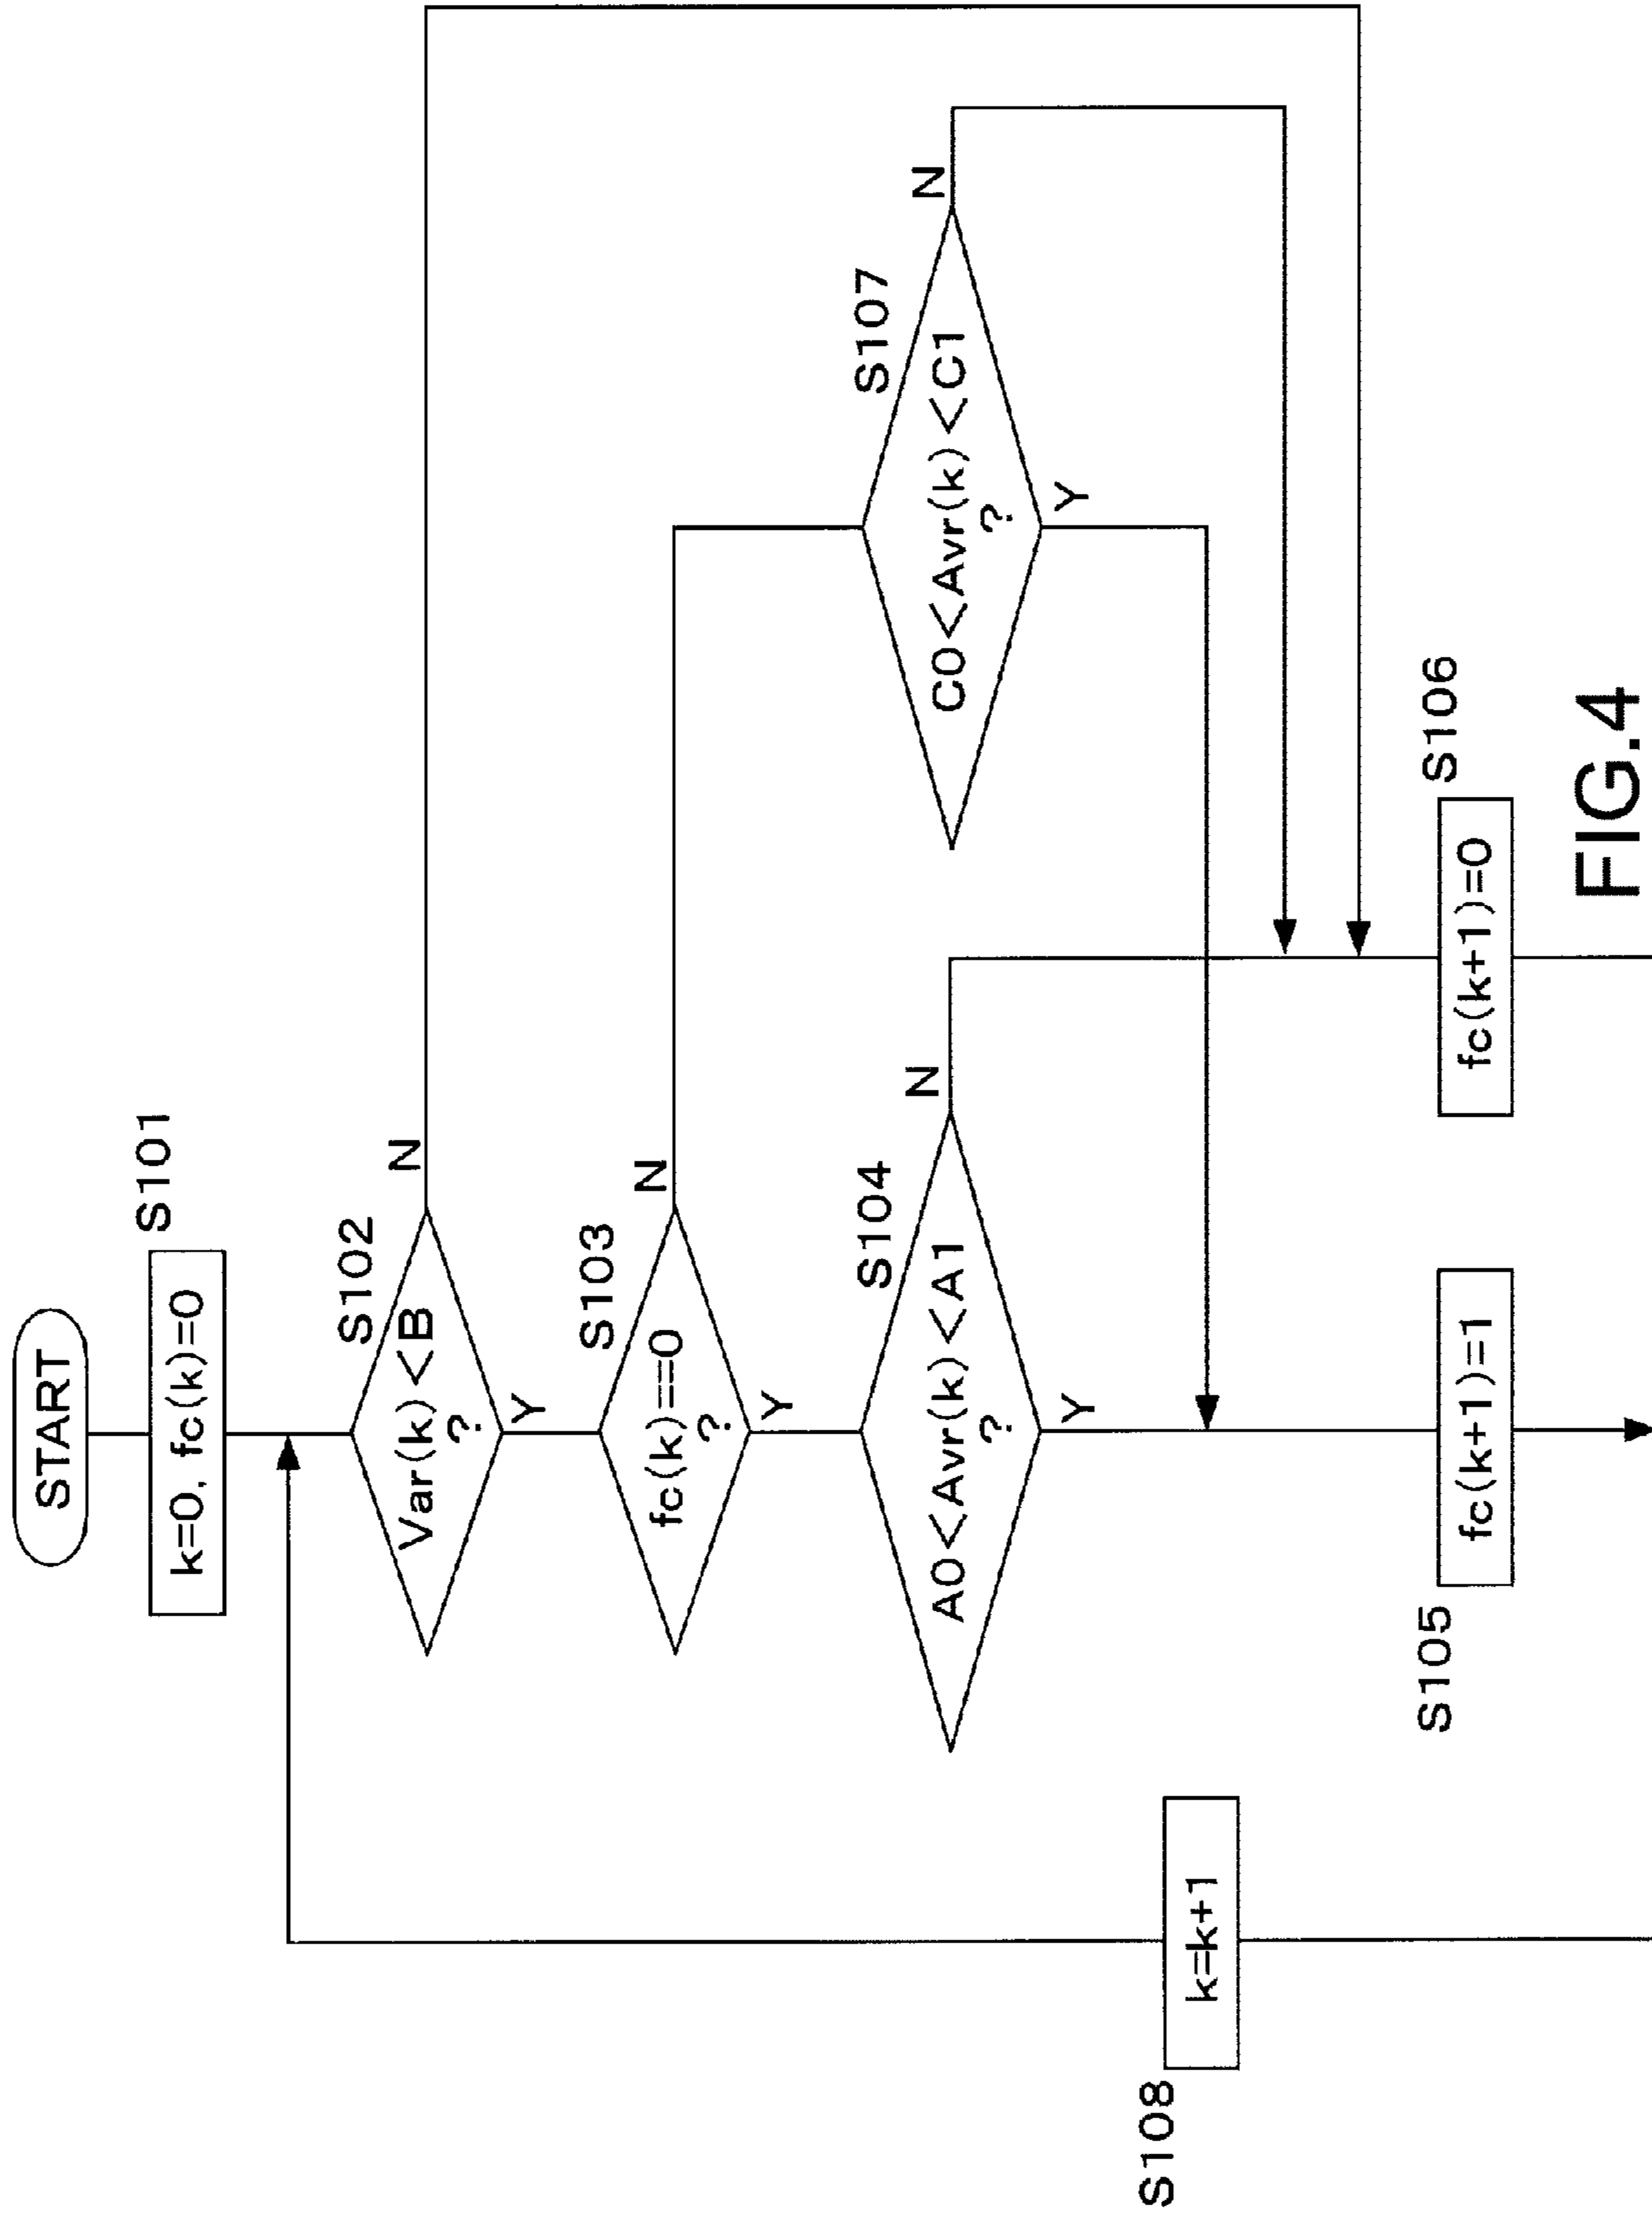 START
S101
k=0, fc(k)=0
S102
Var(k)<B
?
N
Y
S103
fc(k)==0
?
N
Y
S104
A0<Avr(k)<A1
?
N
Y
S107
C0<Avr(k)<C1
?
N
Y
S105
fc(k+1)=1
S106
fc(k+1)=0
S108
k=k+1
FIG.4